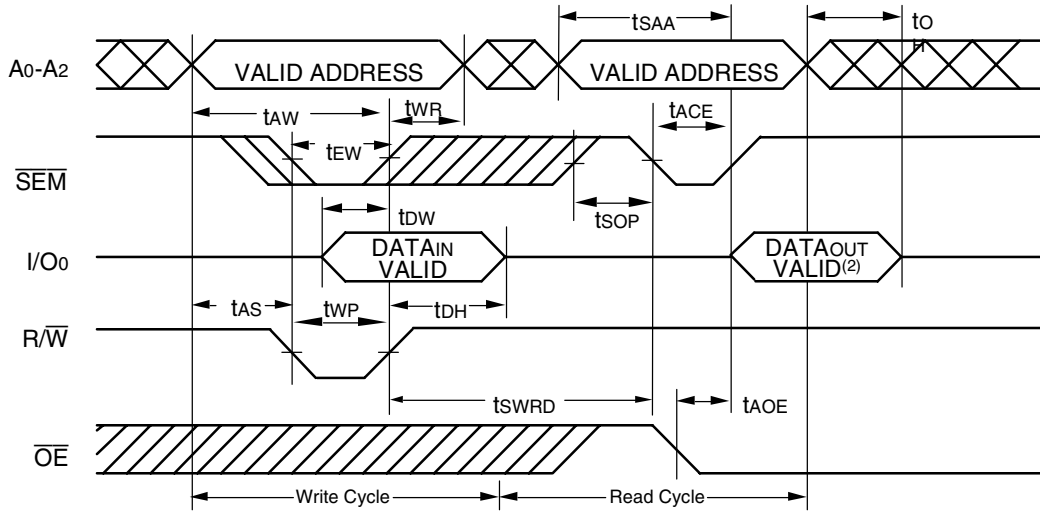 tSAA
tO
H
A0-A2
VALID ADDRESS
VALID ADDRESS
tAW
tWR
tACE
tEW
SEM
tSOP
tDW
I/O0
DATAIN
VALID
DATAOUT
VALID(2)
tAS
tWP
tDH
R/W
tSWRD
tAOE
OE
Write Cycle
Read Cycle